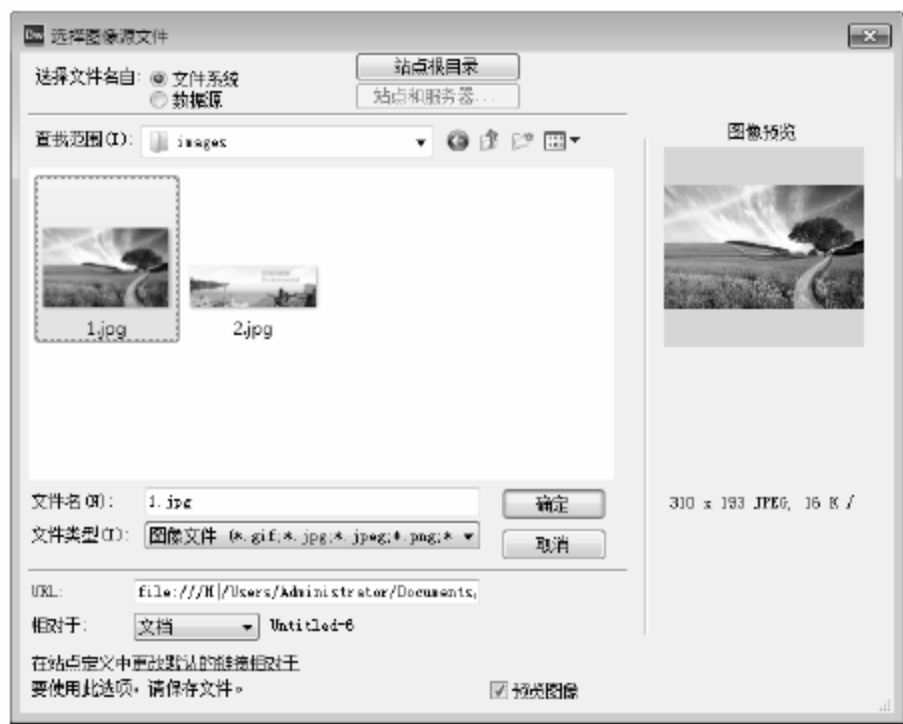 Dw 选择图像源文件
选择文件名自: 文件系统
数据源
站点根目录
站点和服务器...
查找范围(I): images
1.jpg
2.jpg
图像预览
文件名(N): 1.jpg
确定
310 x 193 JPEG, 16 K /
文件类型(T): 图像文件 (*.gif;*.jpg;*.jpeg;*.png;*
取消
URL: file:///H|/Users/Administrator/Documents/
相对于: 文档 Untitled-6
在站点定义中更改默认的链接相对于
要使用此选项,请保存文件。
预览图像